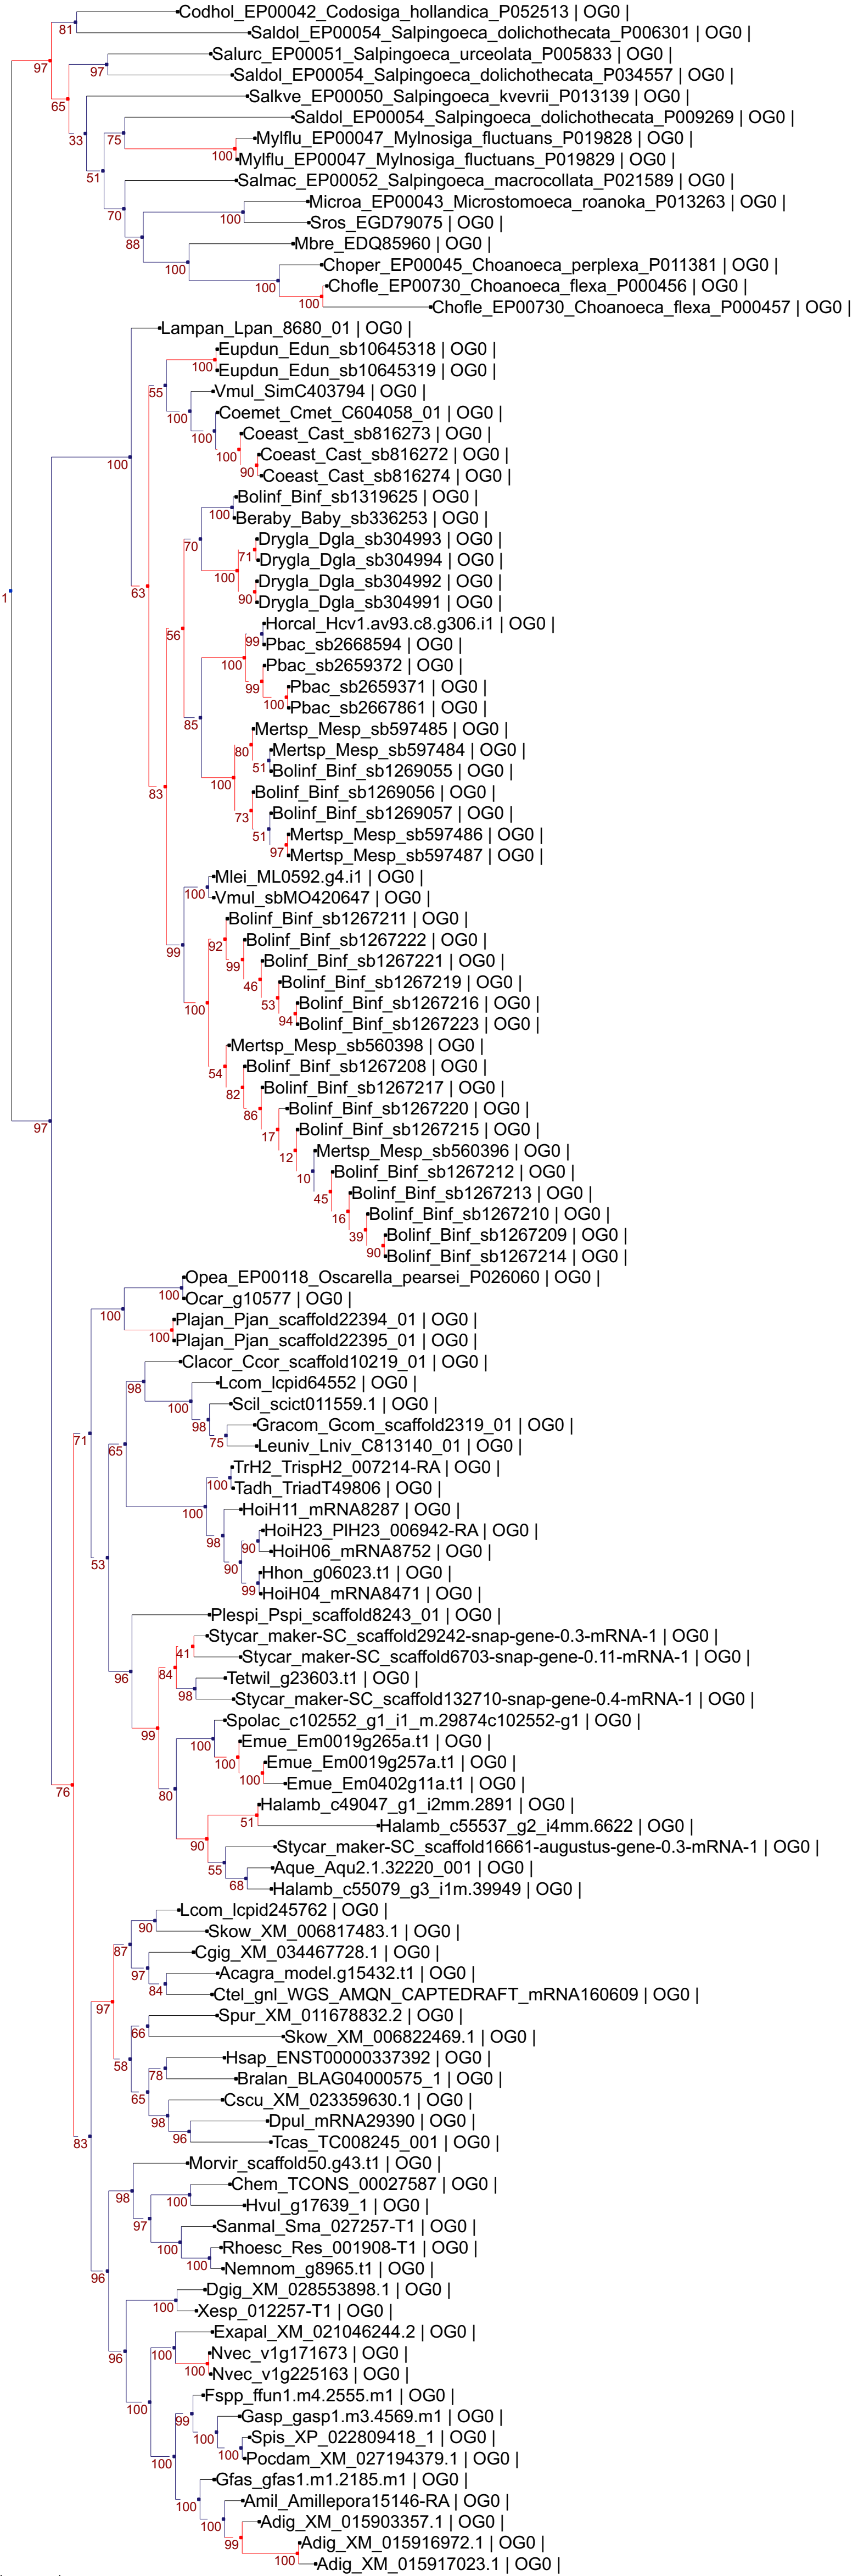 Codhol_EP00042_Codosiga_hollandica_P052513 | OG0 |
81
Saldol_EP00054_Salpingoeca_dolichothecata_P006301 | OG0 |
97
Salurc_EP00051_Salpingoeca_urceolata_P005833 | OG0 |
97
Saldol_EP00054_Salpingoeca_dolichothecata_P034557 | OG0 |
65
Salkve_EP00050_Salpingoeca_kvevrii_P013139 | OG0 |
33
Saldol_EP00054_Salpingoeca_dolichothecata_P009269 | OG0 |
75
Mylflu_EP00047_Mylnosiga_fluctuans_P019828 | OG0 |
100
Mylflu_EP00047_Mylnosiga_fluctuans_P019829 | OG0 |
51
Salmac_EP00052_Salpingoeca_macrocollata_P021589 | OG0 |
70
Microa_EP00043_Microstomoeca_roanoka_P013263 | OG0 |
100
Sros_EGD79075 | OG0 |
88
Mbre_EDQ85960 | OG0 |
100
Choper_EP00045_Choanoeca_perplexa_P011381 | OG0 |
100
Chofle_EP00730_Choanoeca_flexa_P000456 | OG0 |
100
Chofle_EP00730_Choanoeca_flexa_P000457 | OG0 |
Lampan_Lpan_8680_01 | OG0 |
Eupdun_Edun_sb10645318 | OG0 |
100
Eupdun_Edun_sb10645319 | OG0 |
55
Vmul_SimC403794 | OG0 |
100
Coemet_Cmet_C604058_01 | OG0 |
100
Coeast_Cast_sb816273 | OG0 |
100
Coeast_Cast_sb816272 | OG0 |
100
90
Coeast_Cast_sb816274 | OG0 |
Bolinf_Binf_sb1319625 | OG0 |
100
Beraby_Baby_sb336253 | OG0 |
70
Drygla_Dgla_sb304993 | OG0 |
71
Drygla_Dgla_sb304994 | OG0 |
100
Drygla_Dgla_sb304992 | OG0 |
63
90
Drygla_Dgla_sb304991 | OG0 |
1
Horcal_Hcv1.av93.c8.g306.i1 | OG0 |
56
99
Pbac_sb2668594 | OG0 |
100
Pbac_sb2659372 | OG0 |
99
Pbac_sb2659371 | OG0 |
100
Pbac_sb2667861 | OG0 |
85
Mertsp_Mesp_sb597485 | OG0 |
80
Mertsp_Mesp_sb597484 | OG0 |
51
Bolinf_Binf_sb1269055 | OG0 |
100
Bolinf_Binf_sb1269056 | OG0 |
83
Bolinf_Binf_sb1269057 | OG0 |
73
Mertsp_Mesp_sb597486 | OG0 |
51
97
Mertsp_Mesp_sb597487 | OG0 |
Mlei_ML0592.g4.i1 | OG0 |
100
Vmul_sbMO420647 | OG0 |
Bolinf_Binf_sb1267211 | OG0 |
92
Bolinf_Binf_sb1267222 | OG0 |
99
99
Bolinf_Binf_sb1267221 | OG0 |
46
Bolinf_Binf_sb1267219 | OG0 |
53
Bolinf_Binf_sb1267216 | OG0 |
100
94
Bolinf_Binf_sb1267223 | OG0 |
Mertsp_Mesp_sb560398 | OG0 |
54
Bolinf_Binf_sb1267208 | OG0 |
82
Bolinf_Binf_sb1267217 | OG0 |
86
Bolinf_Binf_sb1267220 | OG0 |
97
17
Bolinf_Binf_sb1267215 | OG0 |
12
Mertsp_Mesp_sb560396 | OG0 |
10
Bolinf_Binf_sb1267212 | OG0 |
45
Bolinf_Binf_sb1267213 | OG0 |
16
Bolinf_Binf_sb1267210 | OG0 |
39
Bolinf_Binf_sb1267209 | OG0 |
90
Bolinf_Binf_sb1267214 | OG0 |
Opea_EP00118_Oscarella_pearsei_P026060 | OG0 |
100
Ocar_g10577 | OG0 |
100
Plajan_Pjan_scaffold22394_01 | OG0 |
100
Plajan_Pjan_scaffold22395_01 | OG0 |
Clacor_Ccor_scaffold10219_01 | OG0 |
98
Lcom_lcpid64552 | OG0 |
100
Scil_scict011559.1 | OG0 |
98
Gracom_Gcom_scaffold2319_01 | OG0 |
71
75
Leuniv_Lniv_C813140_01 | OG0 |
65
TrH2_TrispH2_007214-RA | OG0 |
100
Tadh_TriadT49806 | OG0 |
100
HoiH11_mRNA8287 | OG0 |
98
HoiH23_PlH23_006942-RA | OG0 |
90
HoiH06_mRNA8752 | OG0 |
53
90
Hhon_g06023.t1 | OG0 |
99
HoiH04_mRNA8471 | OG0 |
Plespi_Pspi_scaffold8243_01 | OG0 |
Stycar_maker-SC_scaffold29242-snap-gene-0.3-mRNA-1 | OG0 |
41
Stycar_maker-SC_scaffold6703-snap-gene-0.11-mRNA-1 | OG0 |
96
84
Tetwil_g23603.t1 | OG0 |
98
Stycar_maker-SC_scaffold132710-snap-gene-0.4-mRNA-1 | OG0 |
Spolac_c102552_g1_i1_m.29874c102552-g1 | OG0 |
99
100
Emue_Em0019g265a.t1 | OG0 |
100
Emue_Em0019g257a.t1 | OG0 |
100
Emue_Em0402g11a.t1 | OG0 |
76
80
Halamb_c49047_g1_i2mm.2891 | OG0 |
51
Halamb_c55537_g2_i4mm.6622 | OG0 |
90
Stycar_maker-SC_scaffold16661-augustus-gene-0.3-mRNA-1 | OG0 |
55
Aque_Aqu2.1.32220_001 | OG0 |
68
Halamb_c55079_g3_i1m.39949 | OG0 |
Lcom_lcpid245762 | OG0 |
90
Skow_XM_006817483.1 | OG0 |
87
Cgig_XM_034467728.1 | OG0 |
97
Acagra_model.g15432.t1 | OG0 |
84
Ctel_gnl_WGS_AMQN_CAPTEDRAFT_mRNA160609 | OG0 |
97
Spur_XM_011678832.2 | OG0 |
66
Skow_XM_006822469.1 | OG0 |
58
Hsap_ENST00000337392 | OG0 |
78
Bralan_BLAG04000575_1 | OG0 |
65
Cscu_XM_023359630.1 | OG0 |
98
Dpul_mRNA29390 | OG0 |
83
96
Tcas_TC008245_001 | OG0 |
Morvir_scaffold50.g43.t1 | OG0 |
98
Chem_TCONS_00027587 | OG0 |
100
Hvul_g17639_1 | OG0 |
97
Sanmal_Sma_027257-T1 | OG0 |
100
Rhoesc_Res_001908-T1 | OG0 |
100
Nemnom_g8965.t1 | OG0 |
96
Dgig_XM_028553898.1 | OG0 |
100
Xesp_012257-T1 | OG0 |
Exapal_XM_021046244.2 | OG0 |
96
100
Nvec_v1g171673 | OG0 |
100
Nvec_v1g225163 | OG0 |
Fspp_ffun1.m4.2555.m1 | OG0 |
100
99
Gasp_gasp1.m3.4569.m1 | OG0 |
100
Spis_XP_022809418_1 | OG0 |
100
Pocdam_XM_027194379.1 | OG0 |
100
Gfas_gfas1.m1.2185.m1 | OG0 |
100
Amil_Amillepora15146-RA | OG0 |
100
Adig_XM_015903357.1 | OG0 |
99
Adig_XM_015916972.1 | OG0 |
100
Adig_XM_015917023.1 | OG0 |